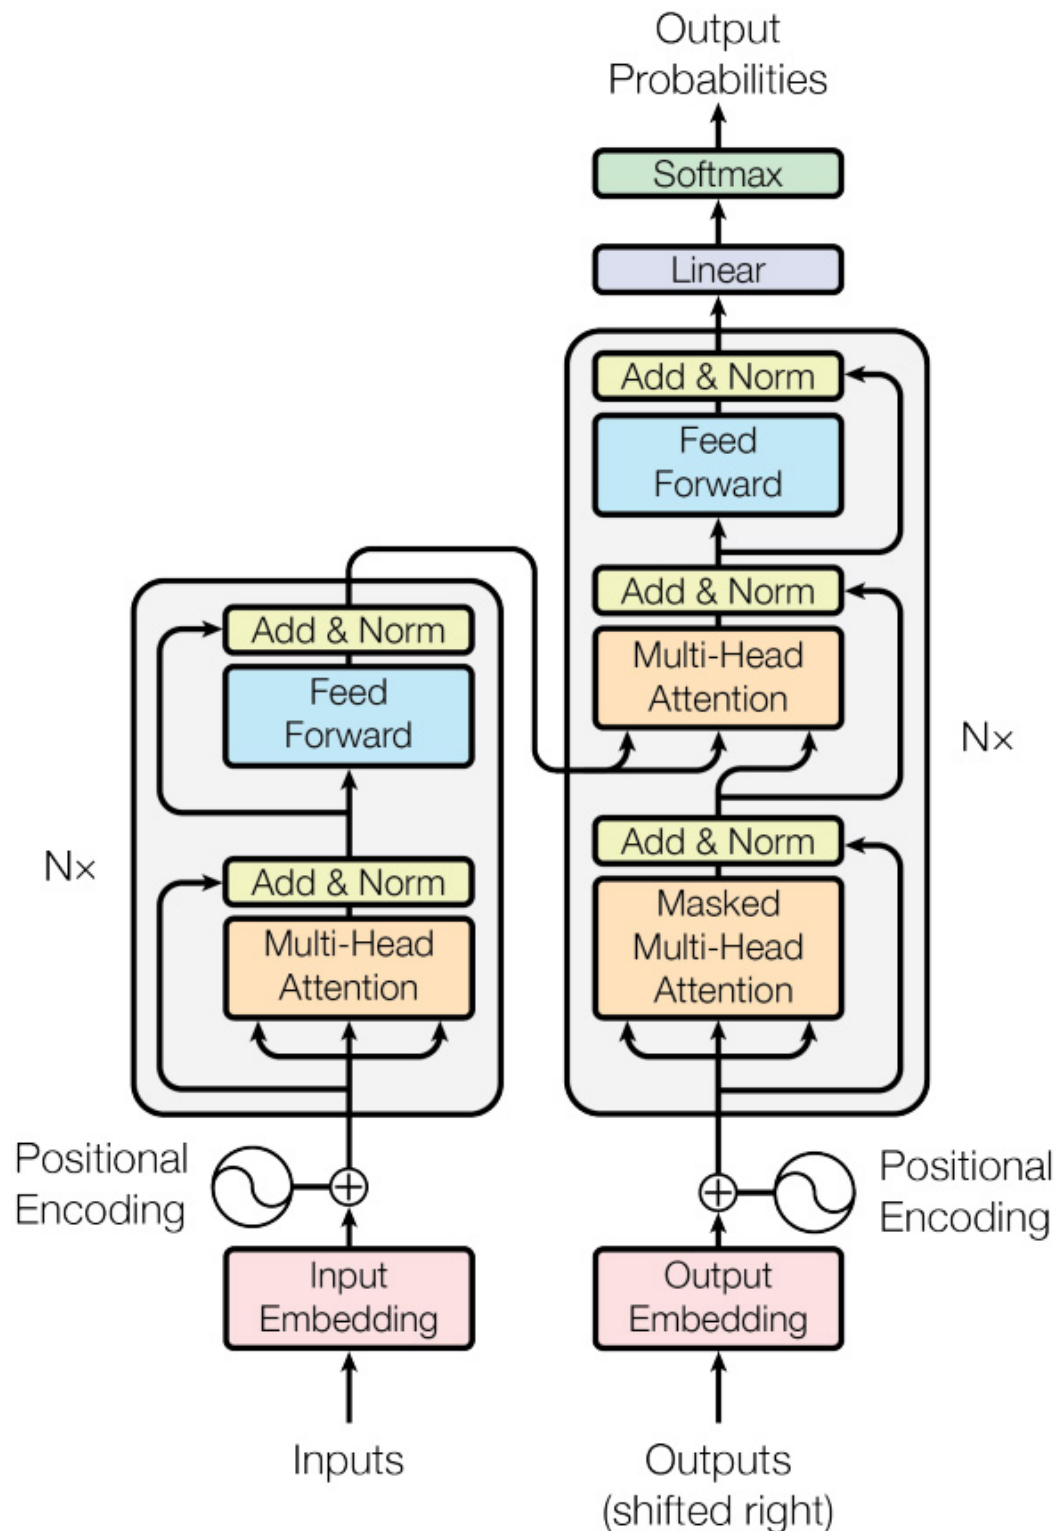 Output
Probabilities
Softmax
Linear
Add & Norm
Feed
Forward
Add & Norm
Multi-Head
Attention
Add & Norm
Masked
Multi-Head
Attention
N×
Add & Norm
Feed
Forward
Add & Norm
Multi-Head
Attention
N×
Positional
Encoding
Positional
Encoding
Input
Embedding
Output
Embedding
Inputs
Outputs
(shifted right)